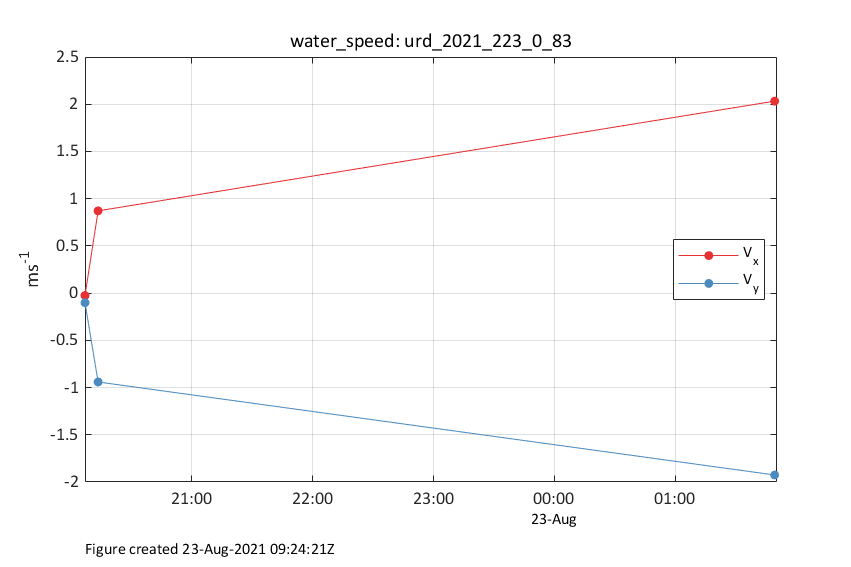 water_speed: urd_2021_223_0_83
2.5
2
1.5
1
0.5
0
-0.5
-1
-1.5
-2
ms-1
Vx
Vy
21:00 22:00 23:00 00:00 01:00
23-Aug
Figure created 23-Aug-2021 09:24:21Z